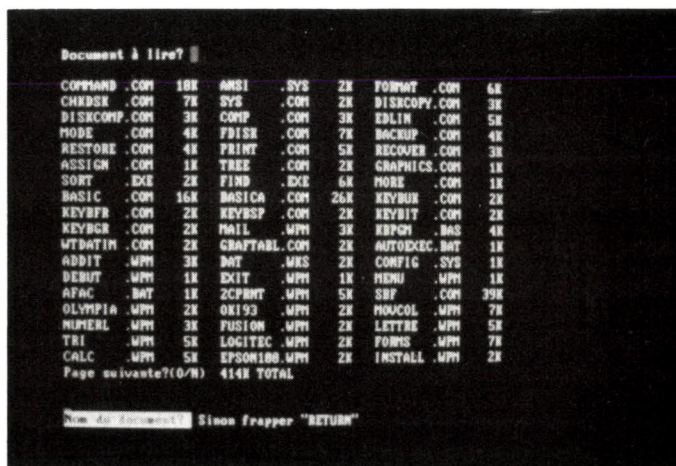 Document à lire?
COMMAND .COM 18K ANSI .SYS 2K FORMAT .COM 6K
CHKDSK .COM 7K SYS .COM 2K DISKCOPY.COM 3K
DISKCOMP.COM 3K COMP .COM 3K EDLIN .COM 5K
MODE .COM 4K FDISK .COM 7K BACKUP .COM 4K
RESTORE .COM 4K PRINT .COM 5K RECOVER .COM 3K
ASSIGN .COM 1K TREE .COM 2K GRAPHICS.COM 1K
SORT .EXE 2K FIND .EXE 6K MORE .COM 1K
BASIC .COM 16K BASICA .COM 26K KEYBUK .COM 2K
KEYBFR .COM 2K KEYBSP .COM 2K KEYBIT .COM 2K
KEYBGR .COM 2K MAIL .WPM 3K KBPGM .BAS 4K
WTDATIM .COM 2K GRAFTABL.COM 2K AUTOEXEC.BAT 1K
ADDIT .WPM 3K DAT .WKS 2K CONFIG .SYS 1K
DEBUT .WPM 1K EXIT .WPM 1K MENU .WPM 1K
AFAC .BAT 1K 2CPRNT .WPM 5K SBF .COM 39K
OLYMPIA .WPM 2K OKI93 .WPM 2K MOVCOL .WPM 7K
NUMERL .WPM 3K FUSION .WPM 2K LETTRE .WPM 5K
TRI .WPM 5K LOGITEC .WPM 2K FORMS .WPM 7K
CALC .WPM 5K EPSON100.WPM 2K INSTALL .WPM 2K
Page suivante?(O/N) 414K TOTAL
Nom du document? Sinon frapper "RETURN"